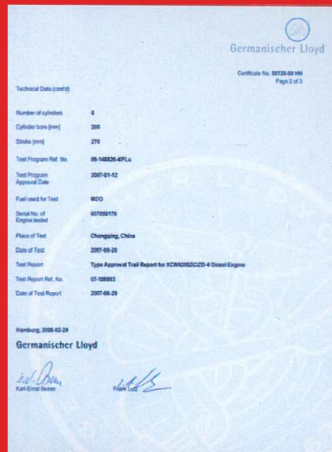 Germanischer Lloyd
Certificate No. 50735-08 HH
Page 2 of 3
Technical Data (cont'd)
Number of cylinders 6
Cylinder bore [mm] 200
Stroke [mm] 270
Test Program Ref. No.
Test Program Approval Date 2007-01-12
Fuel used for Test MDO
Serial No. of Engine tested
Place of Test Chongqing, China
Date of Test 2007-06-26
Test Report Type Approval Trail Report for Diesel Engine
Test Report Ref. No.
Date of Test Report 2007-06-28
Hamburg, 2008-02-28
Germanischer Lloyd